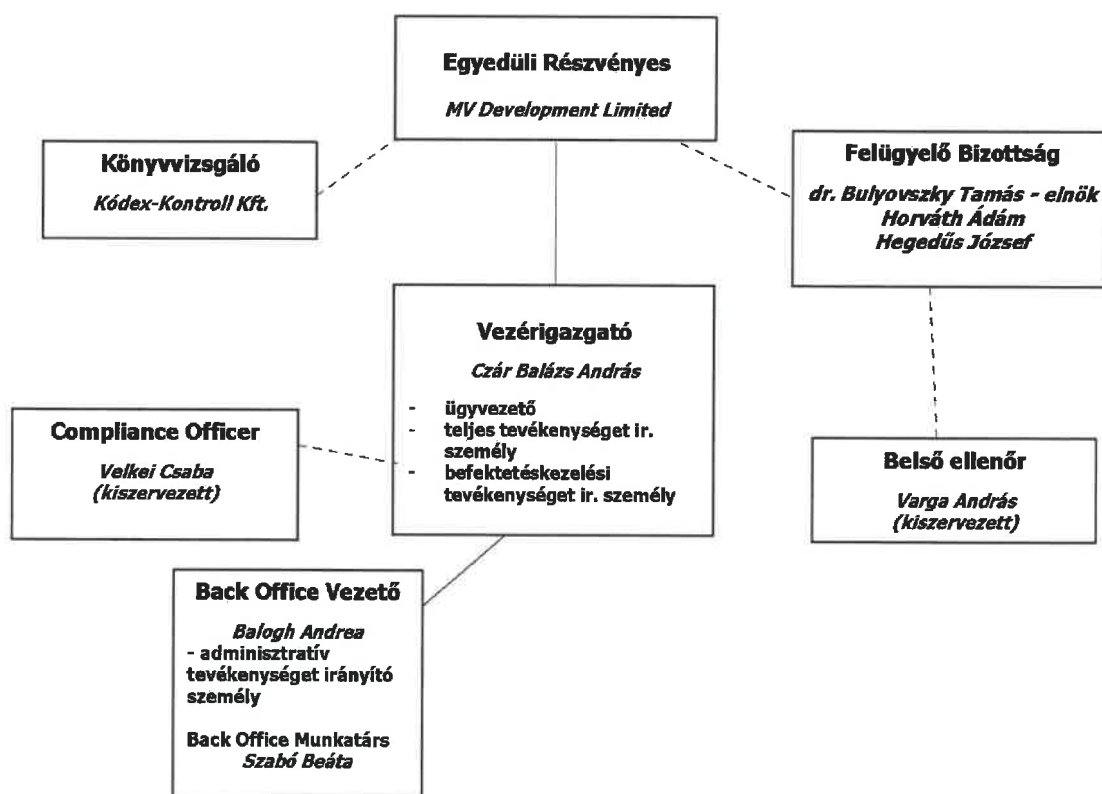 Egyedüli Részvényes
MV Development Limited
Könyvvizsgáló
Kódex-Kontroll Kft.
Felügyelő Bizottság
dr. Bulyovszky Tamás - elnök
Horváth Ádám
Hegedűs József
Vezérigazgató
Czár Balázs András
- ügyvezető
- teljes tevékenységet ir.
személy
- befektetéskezelési
tevékenységet ir. személy
Compliance Officer
Velkei Csaba
(kiszervezett)
Belső ellenőr
Varga András
(kiszervezett)
Back Office Vezető
Balogh Andrea
- adminisztratív
tevékenységet irányító
személy
Back Office Munkatárs
Szabó Beáta